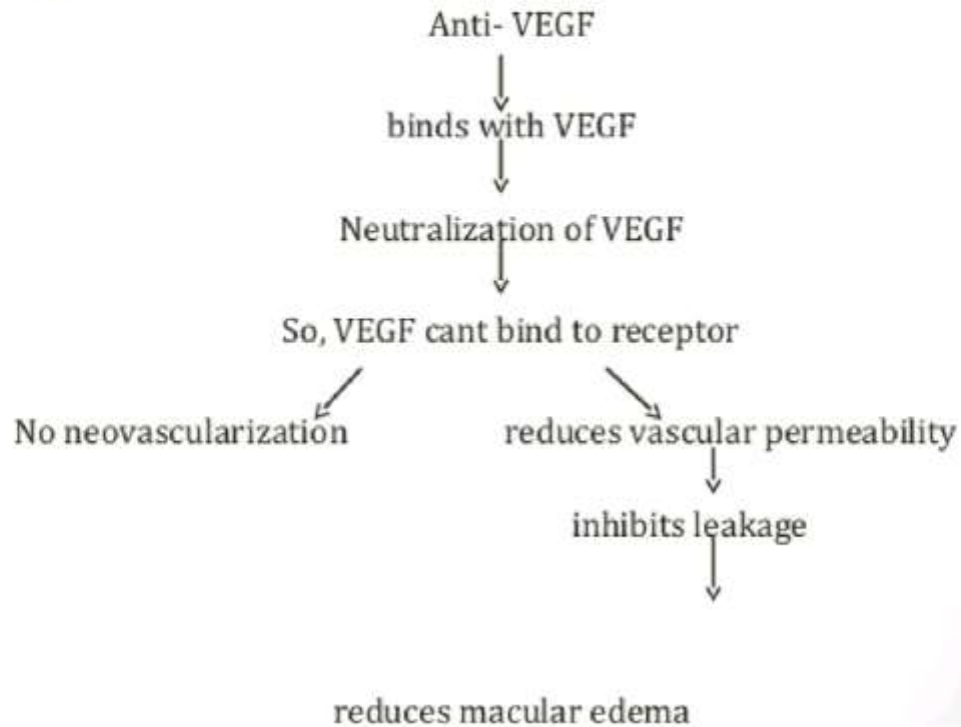 Anti- VEGF
binds with VEGF
Neutralization of VEGF
So, VEGF cant bind to receptor
No neovascularization
reduces vascular permeability
inhibits leakage
reduces macular edema